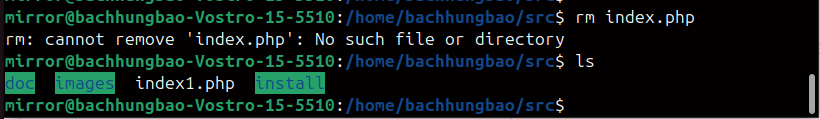 mirror@bachhungbao-Vostro-15-5510:/home/bachhungbao/src$ rm index.php
rm: cannot remove 'index.php': No such file or directory
mirror@bachhungbao-Vostro-15-5510:/home/bachhungbao/src$ ls
doc  images  index1.php  install
mirror@bachhungbao-Vostro-15-5510:/home/bachhungbao/src$